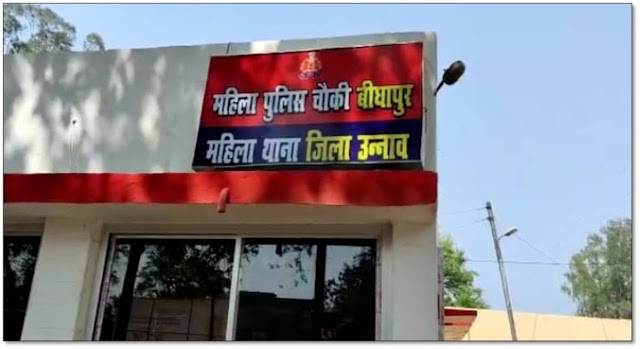 महिला पुलिस चौकी बीघापुर
महिला थाना जिला उन्नाव